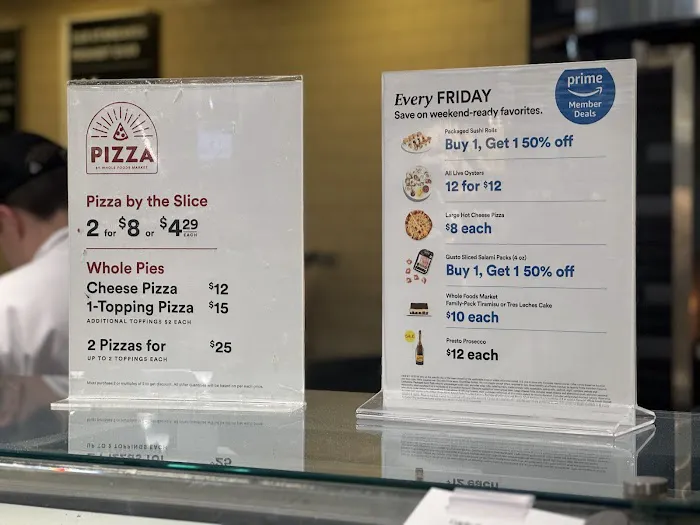 PIZZA
BY WHOLE FOODS MARKET
Pizza by the Slice
2 for $8 or $4.29 EACH
Whole Pies
Cheese Pizza $12
1-Topping Pizza $15
ADDITIONAL TOPPINGS $2 EACH
2 Pizzas for $25
UP TO 2 TOPPINGS EACH
Every FRIDAY
Save on weekend-ready favorites.
prime
Member
Deals
Packaged Sushi Rolls
Buy 1, Get 1 50% off
All Live Oysters
12 for $12
Large Hot Cheese Pizza
$8 each
Gusto Sliced Salami Packs (4 oz)
Buy 1, Get 1 50% off
Whole Foods Market
Family-Pack Tiramisu or Tres Leches Cake
$10 each
Presto Prosecco
$12 each